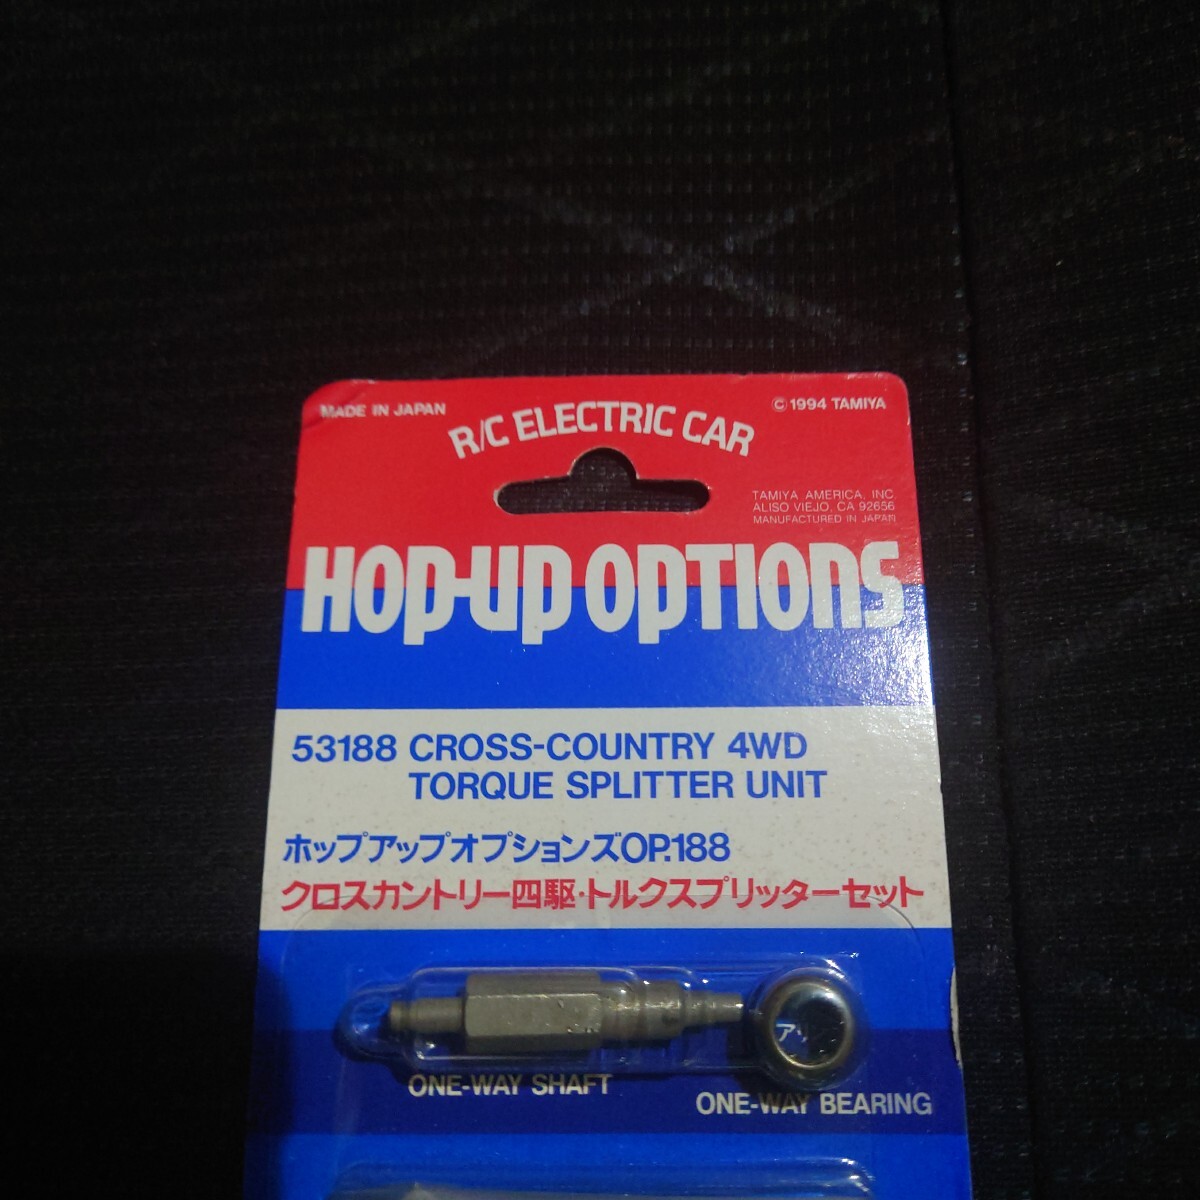 MADE IN JAPAN
© 1994 TAMIYA
R/C ELECTRIC CAR
TAMIYA AMERICA, INC.
ALISO VIEJO, CA 92656
MANUFACTURED IN JAPAN
HOP-UP OPTIONS
53188 CROSS-COUNTRY 4WD
TORQUE SPLITTER UNIT
ホップアップオプションズOP.188
クロスカントリー四駆・トルクスプリッターセット
ONE-WAY SHAFT
ONE-WAY BEARING